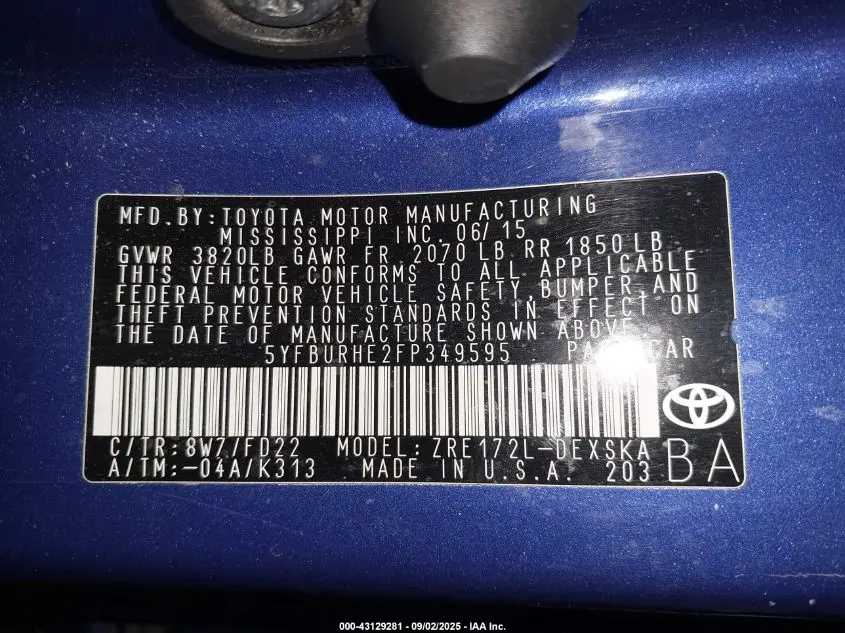 MFD. BY: TOYOTA MOTOR MANUFACTURING
MISSISSIPPI INC. 06/15
GVWR 3820LB GAWR FR 2070 LB RR 1850 LB
THIS VEHICLE CONFORMS TO ALL APPLICABLE
FEDERAL MOTOR VEHICLE SAFETY, BUMPER, AND
THEFT PREVENTION STANDARDS IN EFFECT ON
THE DATE OF MANUFACTURE SHOWN ABOVE.
5YFBURHE2FP349595 CAR
C/TR: 8W7/FD22 MODEL: ZRE172L-DEXSKA
A/TM: -04A/K313 MADE IN U.S.A. 203
BA
000-43129281 - 09/02/2025 - IAA Inc.